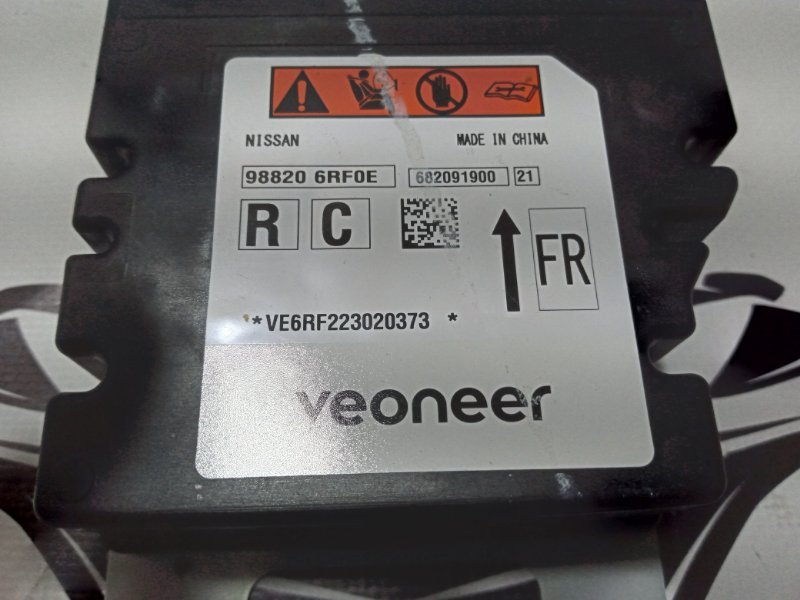 NISSAN MADE IN CHINA
98820 6RF0E 682091900 21
R C FR
**VE6RF223020373 *
veoneer